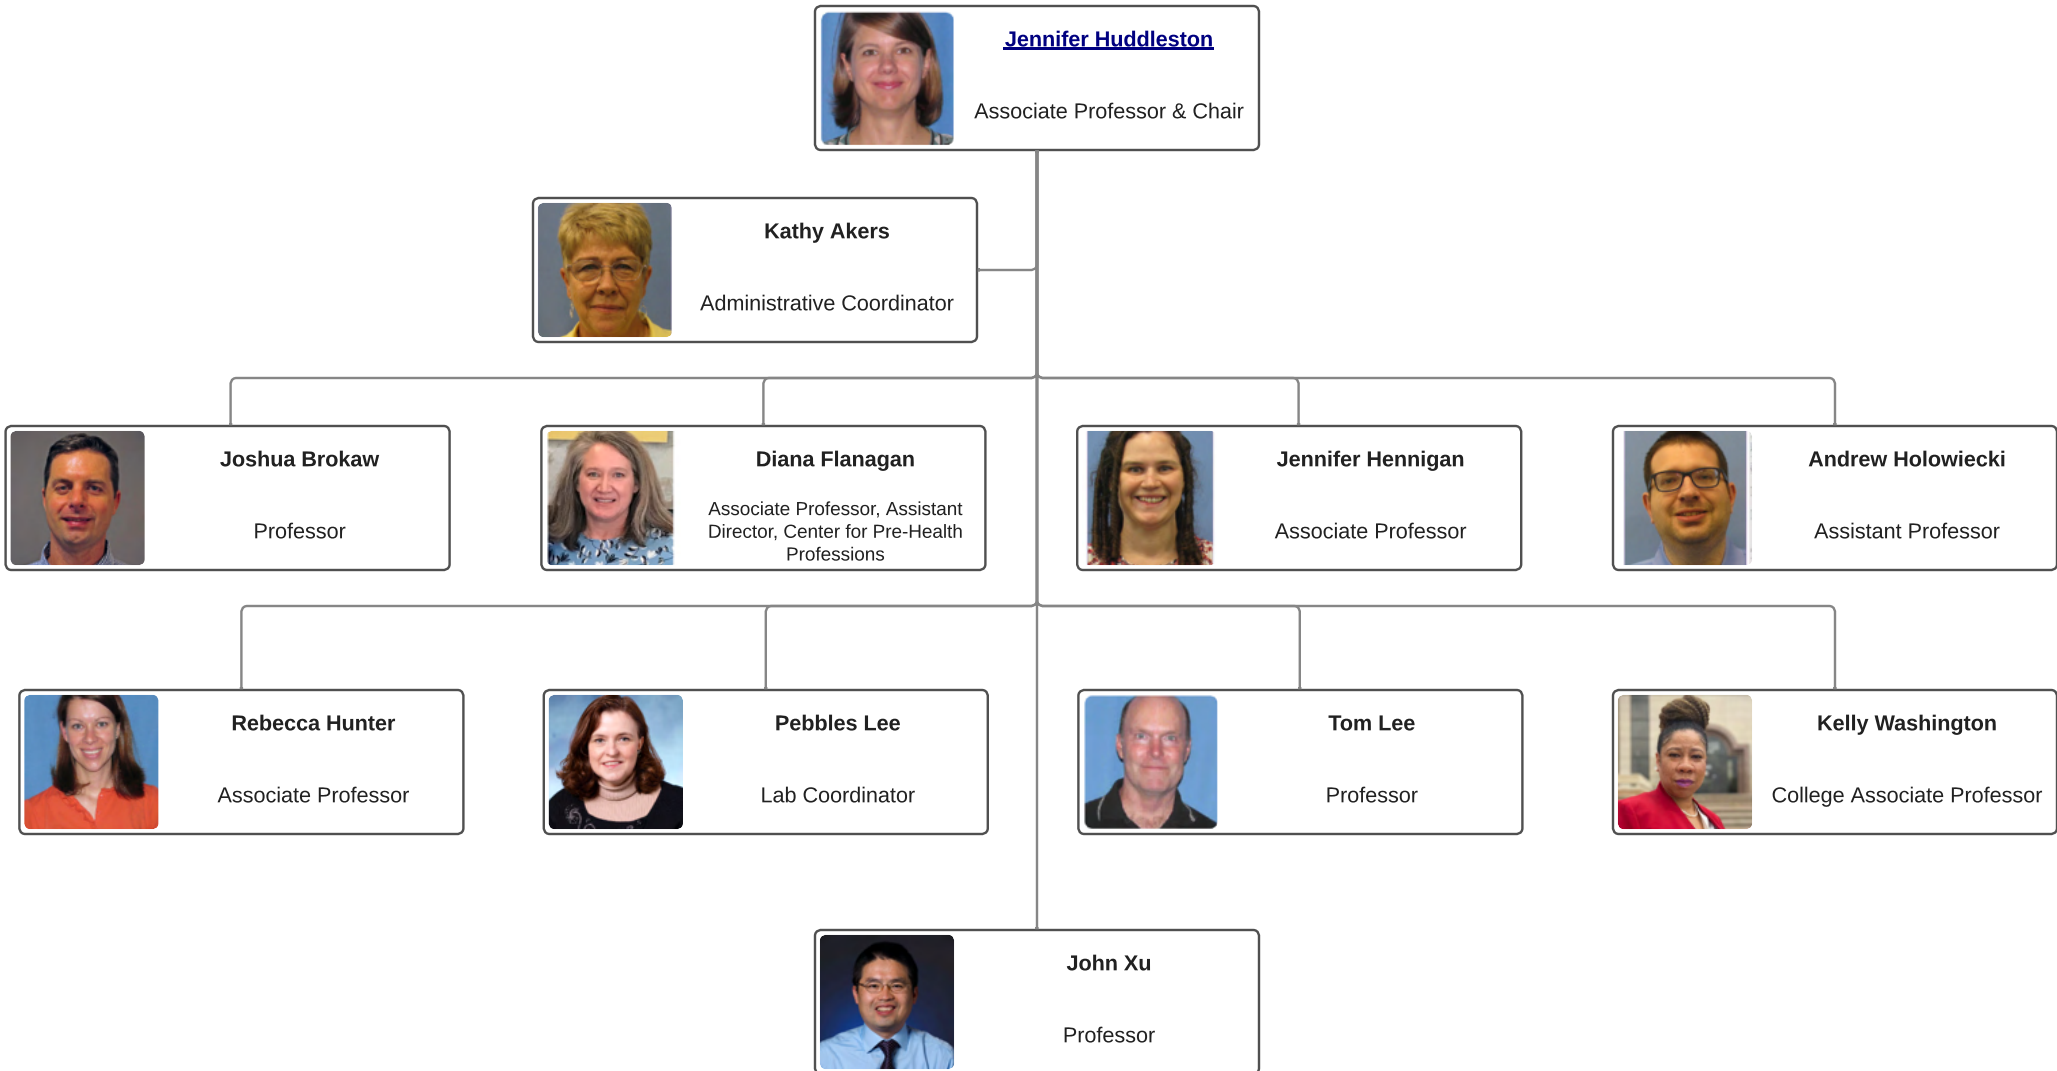 Jennifer Huddleston
Associate Professor & Chair
Kathy Akers
Administrative Coordinator
Joshua Brokaw
Professor
Diana Flanagan
Associate Professor, Assistant
Director, Center for Pre-Health
Professions
Jennifer Hennigan
Associate Professor
Andrew Holowiecki
Assistant Professor
Rebecca Hunter
Associate Professor
Pebbles Lee
Lab Coordinator
Tom Lee
Professor
Kelly Washington
College Associate Professor
John Xu
Professor